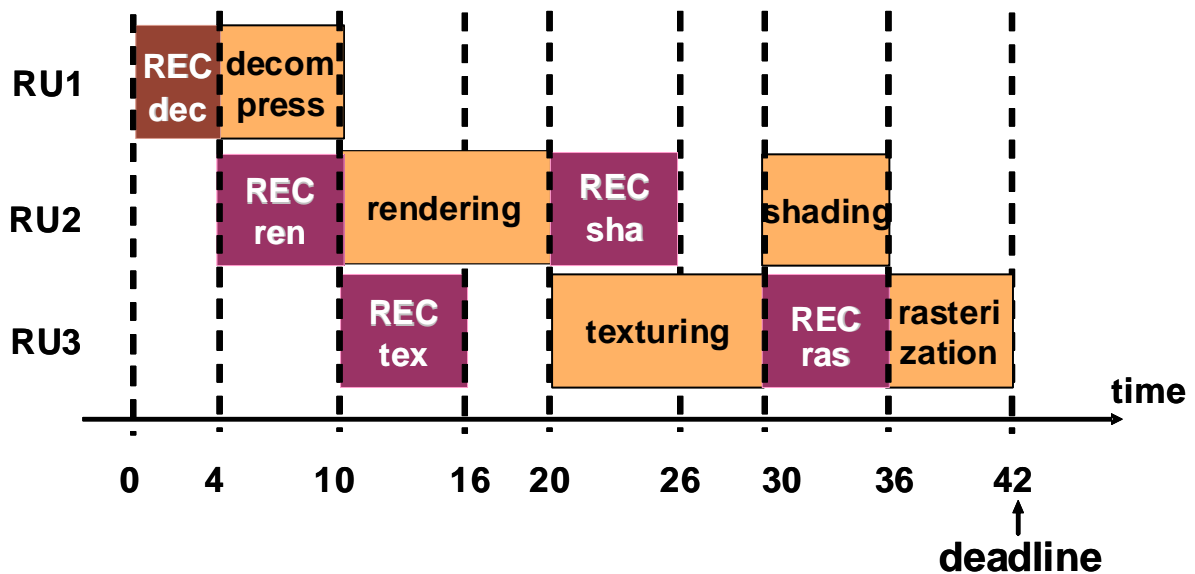 RU1
REC
dec
decom
press
RU2
REC
ren
rendering
REC
sha
shading
RU3
REC
tex
texturing
REC
ras
rasteri
zation
time
0 4 10 16 20 26 30 36 42
deadline